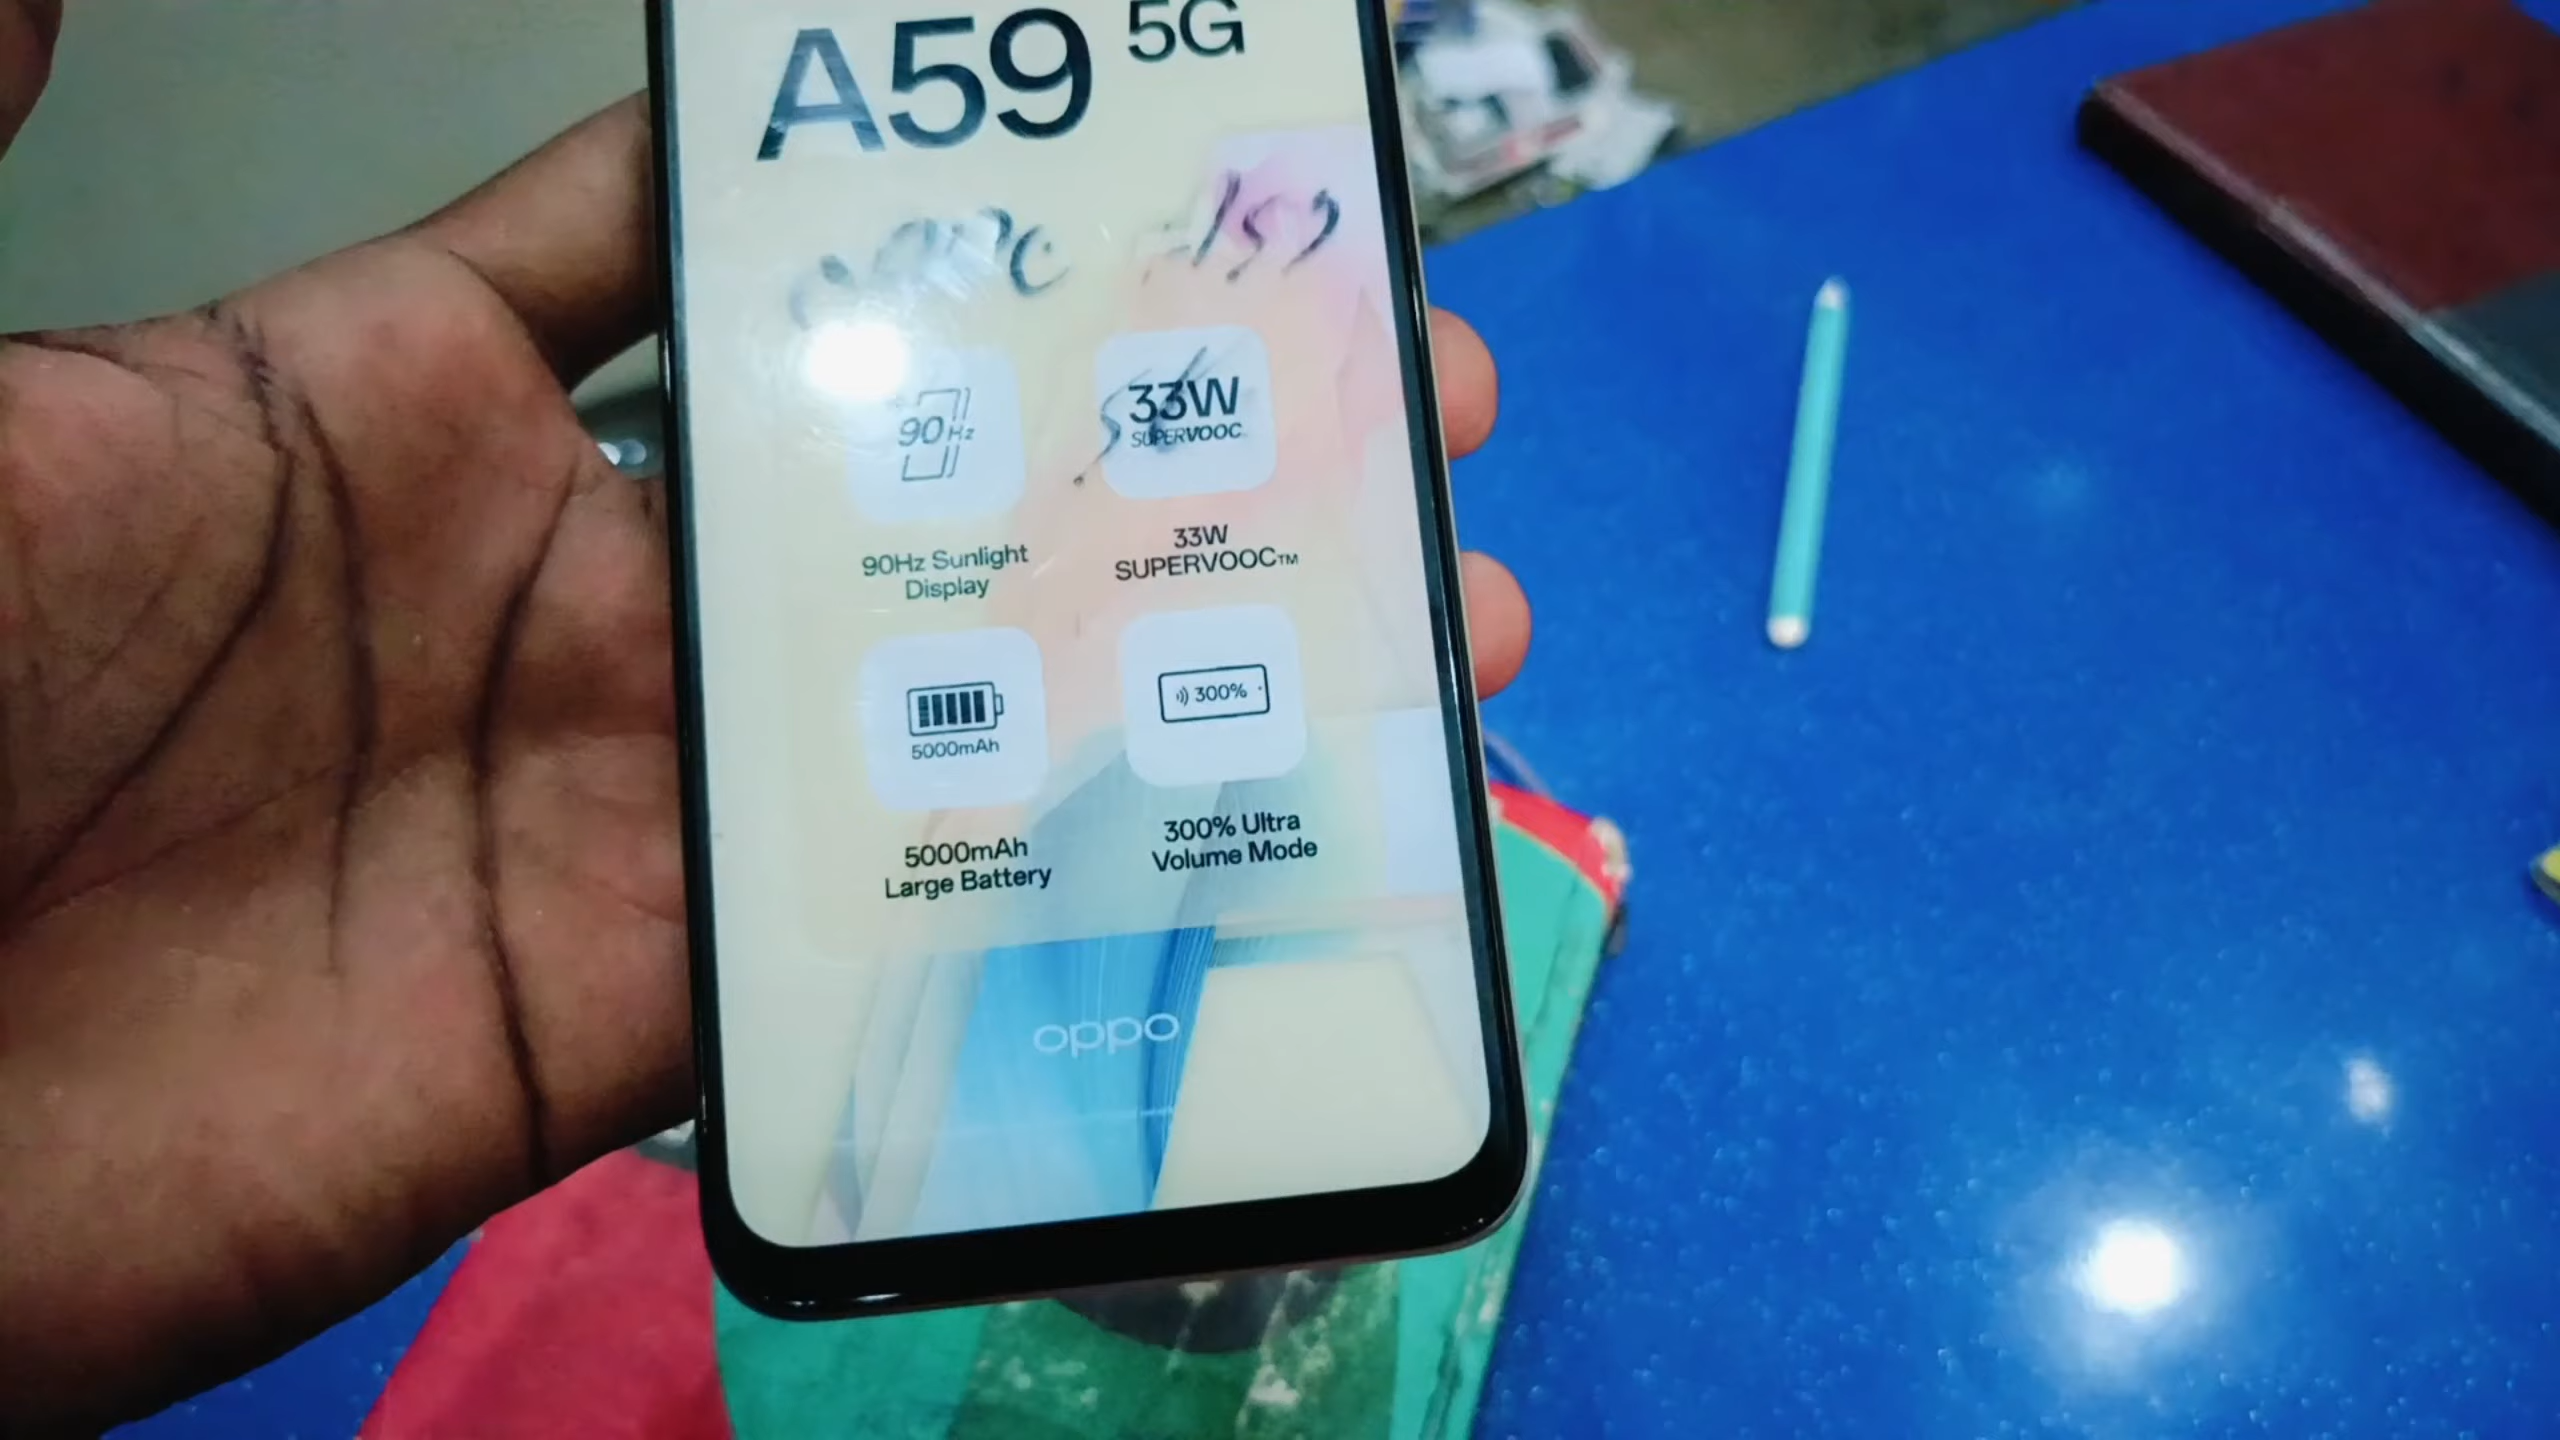 A59 5G
90Hz
33W
SUPERVOOC
90Hz Sunlight
Display
33W
SUPERVOOC™
5000mAh
300%
5000mAh
Large Battery
300% Ultra
Volume Mode
oppo